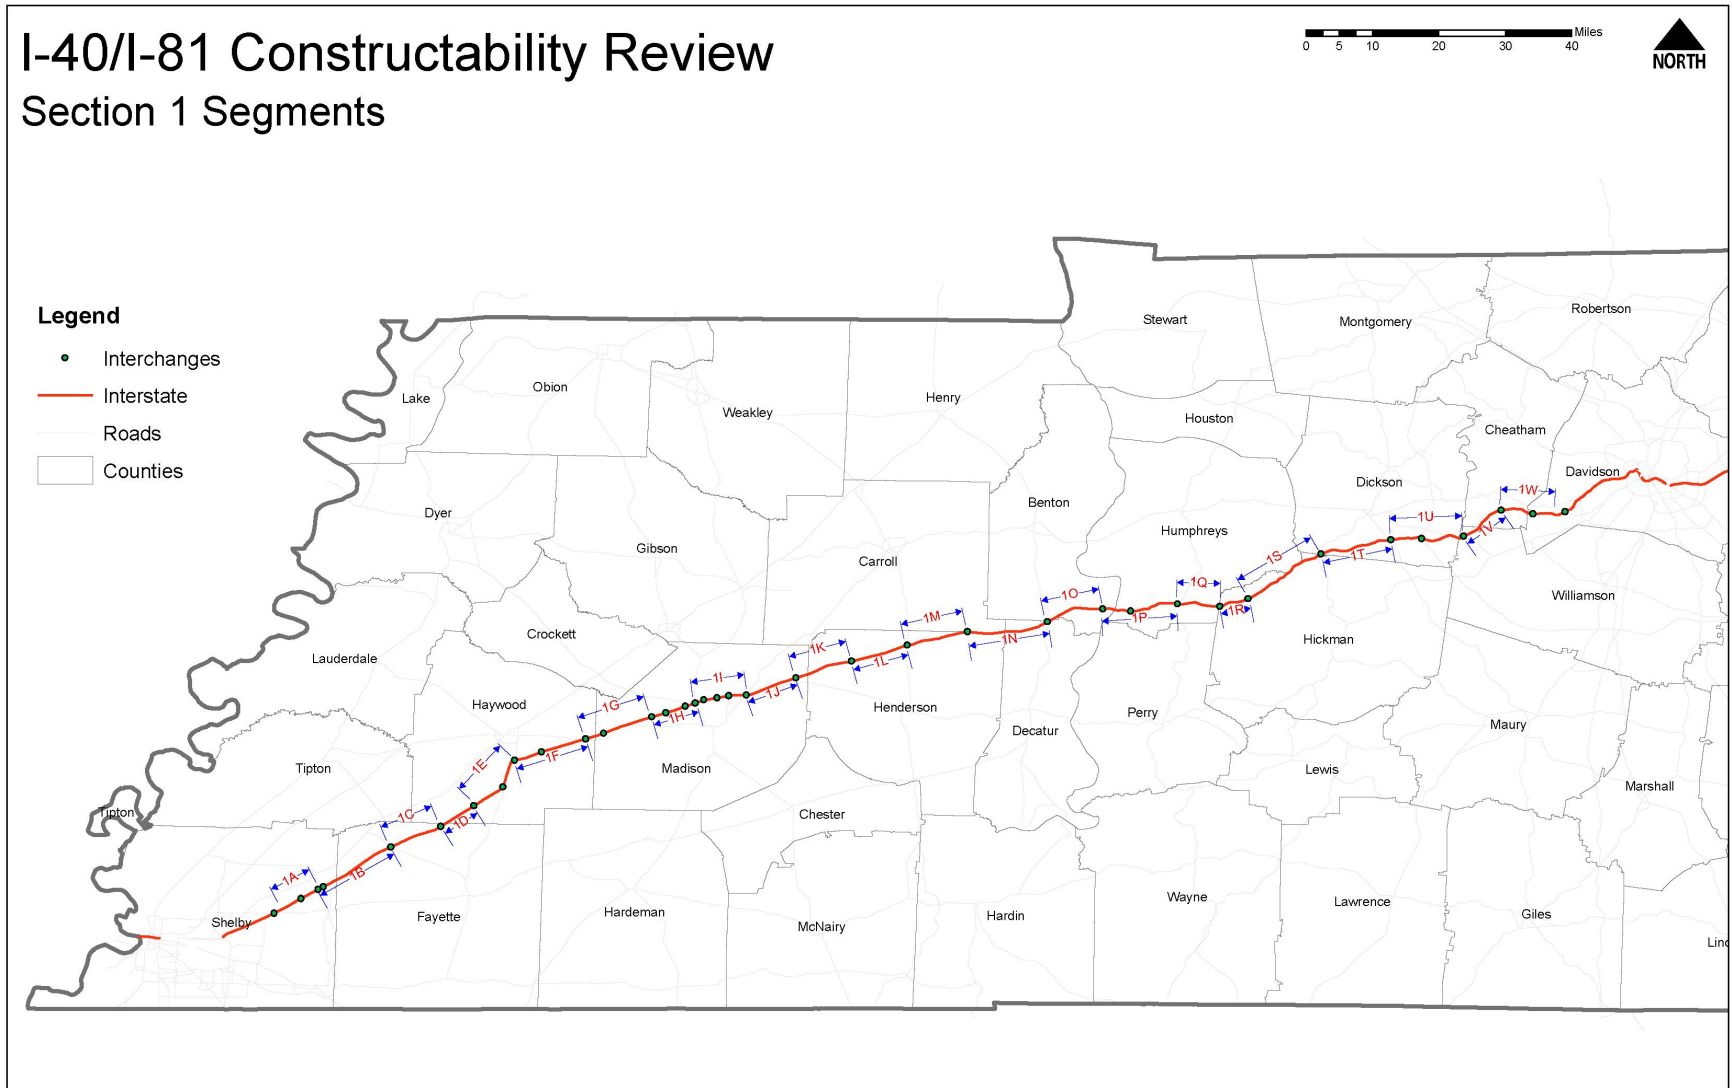 I-40/I-81 Constructability Review
Section 1 Segments
Miles
0 5 10 20 30 40
NORTH
Legend
Interchanges
Interstate
Roads
Counties
Stewart
Montgomery
Robertson
Lake
Obion
Weakley
Henry
Houston
Cheatham
Davidson
Dickson
Dyer
Gibson
Carroll
Benton
Humphreys
Williamson
Crockett
Lauderdale
Haywood
Henderson
Hickman
Decatur
Perry
Maury
Tipton
Madison
Lewis
Marshall
Tipton
Chester
Shelby
Fayette
Hardeman
McNairy
Hardin
Wayne
Lawrence
Giles
Linc
1A
1B
1C
1D
1E
1F
1G
1H
1I
1J
1K
1L
1M
1N
1O
1P
1Q
1R
1S
1T
1U
1V
1W